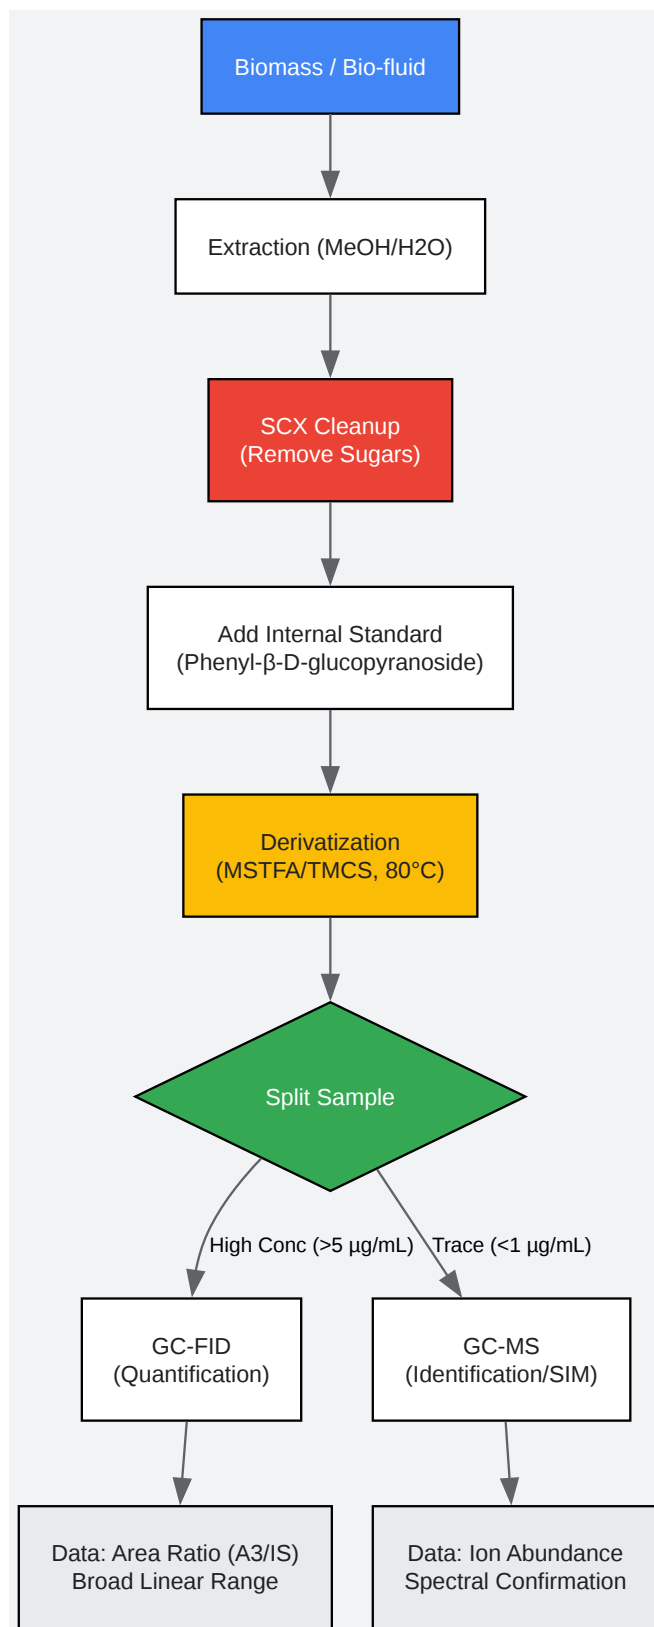 Biomass / Bio-fluid
Extraction (MeOH/H2O)
SCX Cleanup
(Remove Sugars)
Add Internal Standard
(Phenyl-β-D-glucopyranoside)
Derivatization
(MSTFA/TMCS, 80°C)
Split Sample
High Conc (>5 µg/mL)
Trace (<1 µg/mL)
GC-FID
(Quantification)
GC-MS
(Identification/SIM)
Data: Area Ratio (A3/IS)
Broad Linear Range
Data: Ion Abundance
Spectral Confirmation